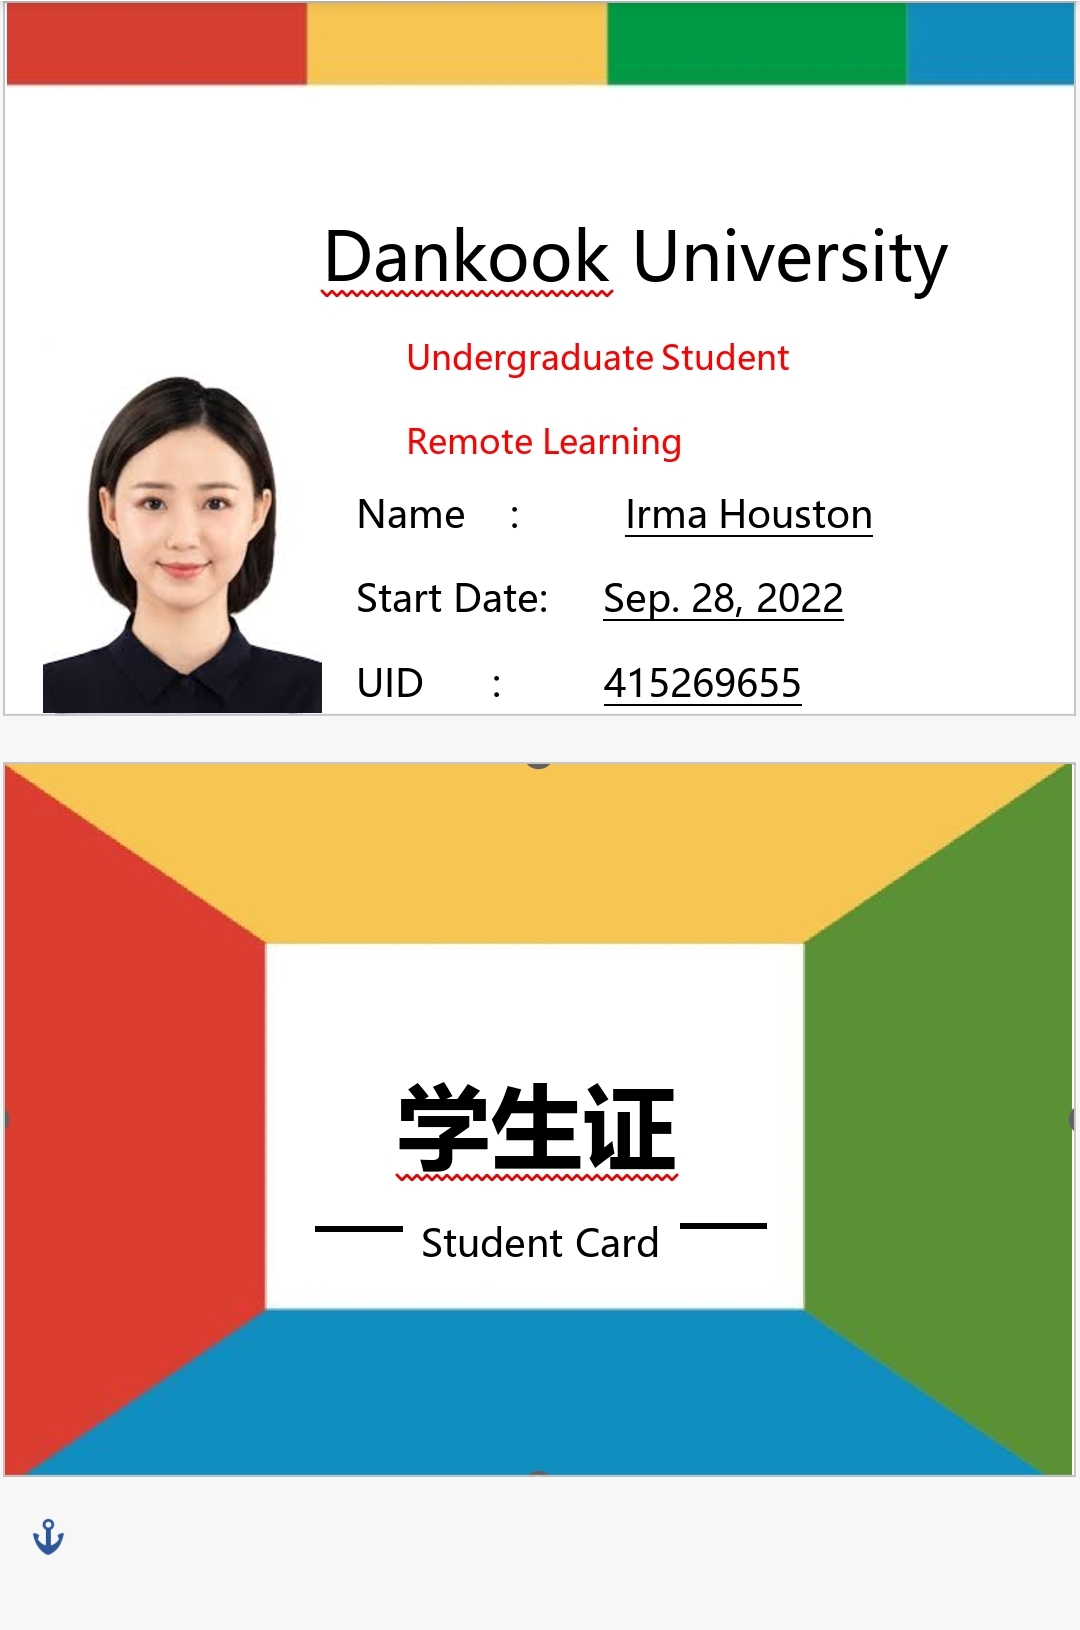 Dankook University
Undergraduate Student
Remote Learning
Name : Irma Houston
Start Date: Sep. 28, 2022
UID : 415269655
学生证
Student Card